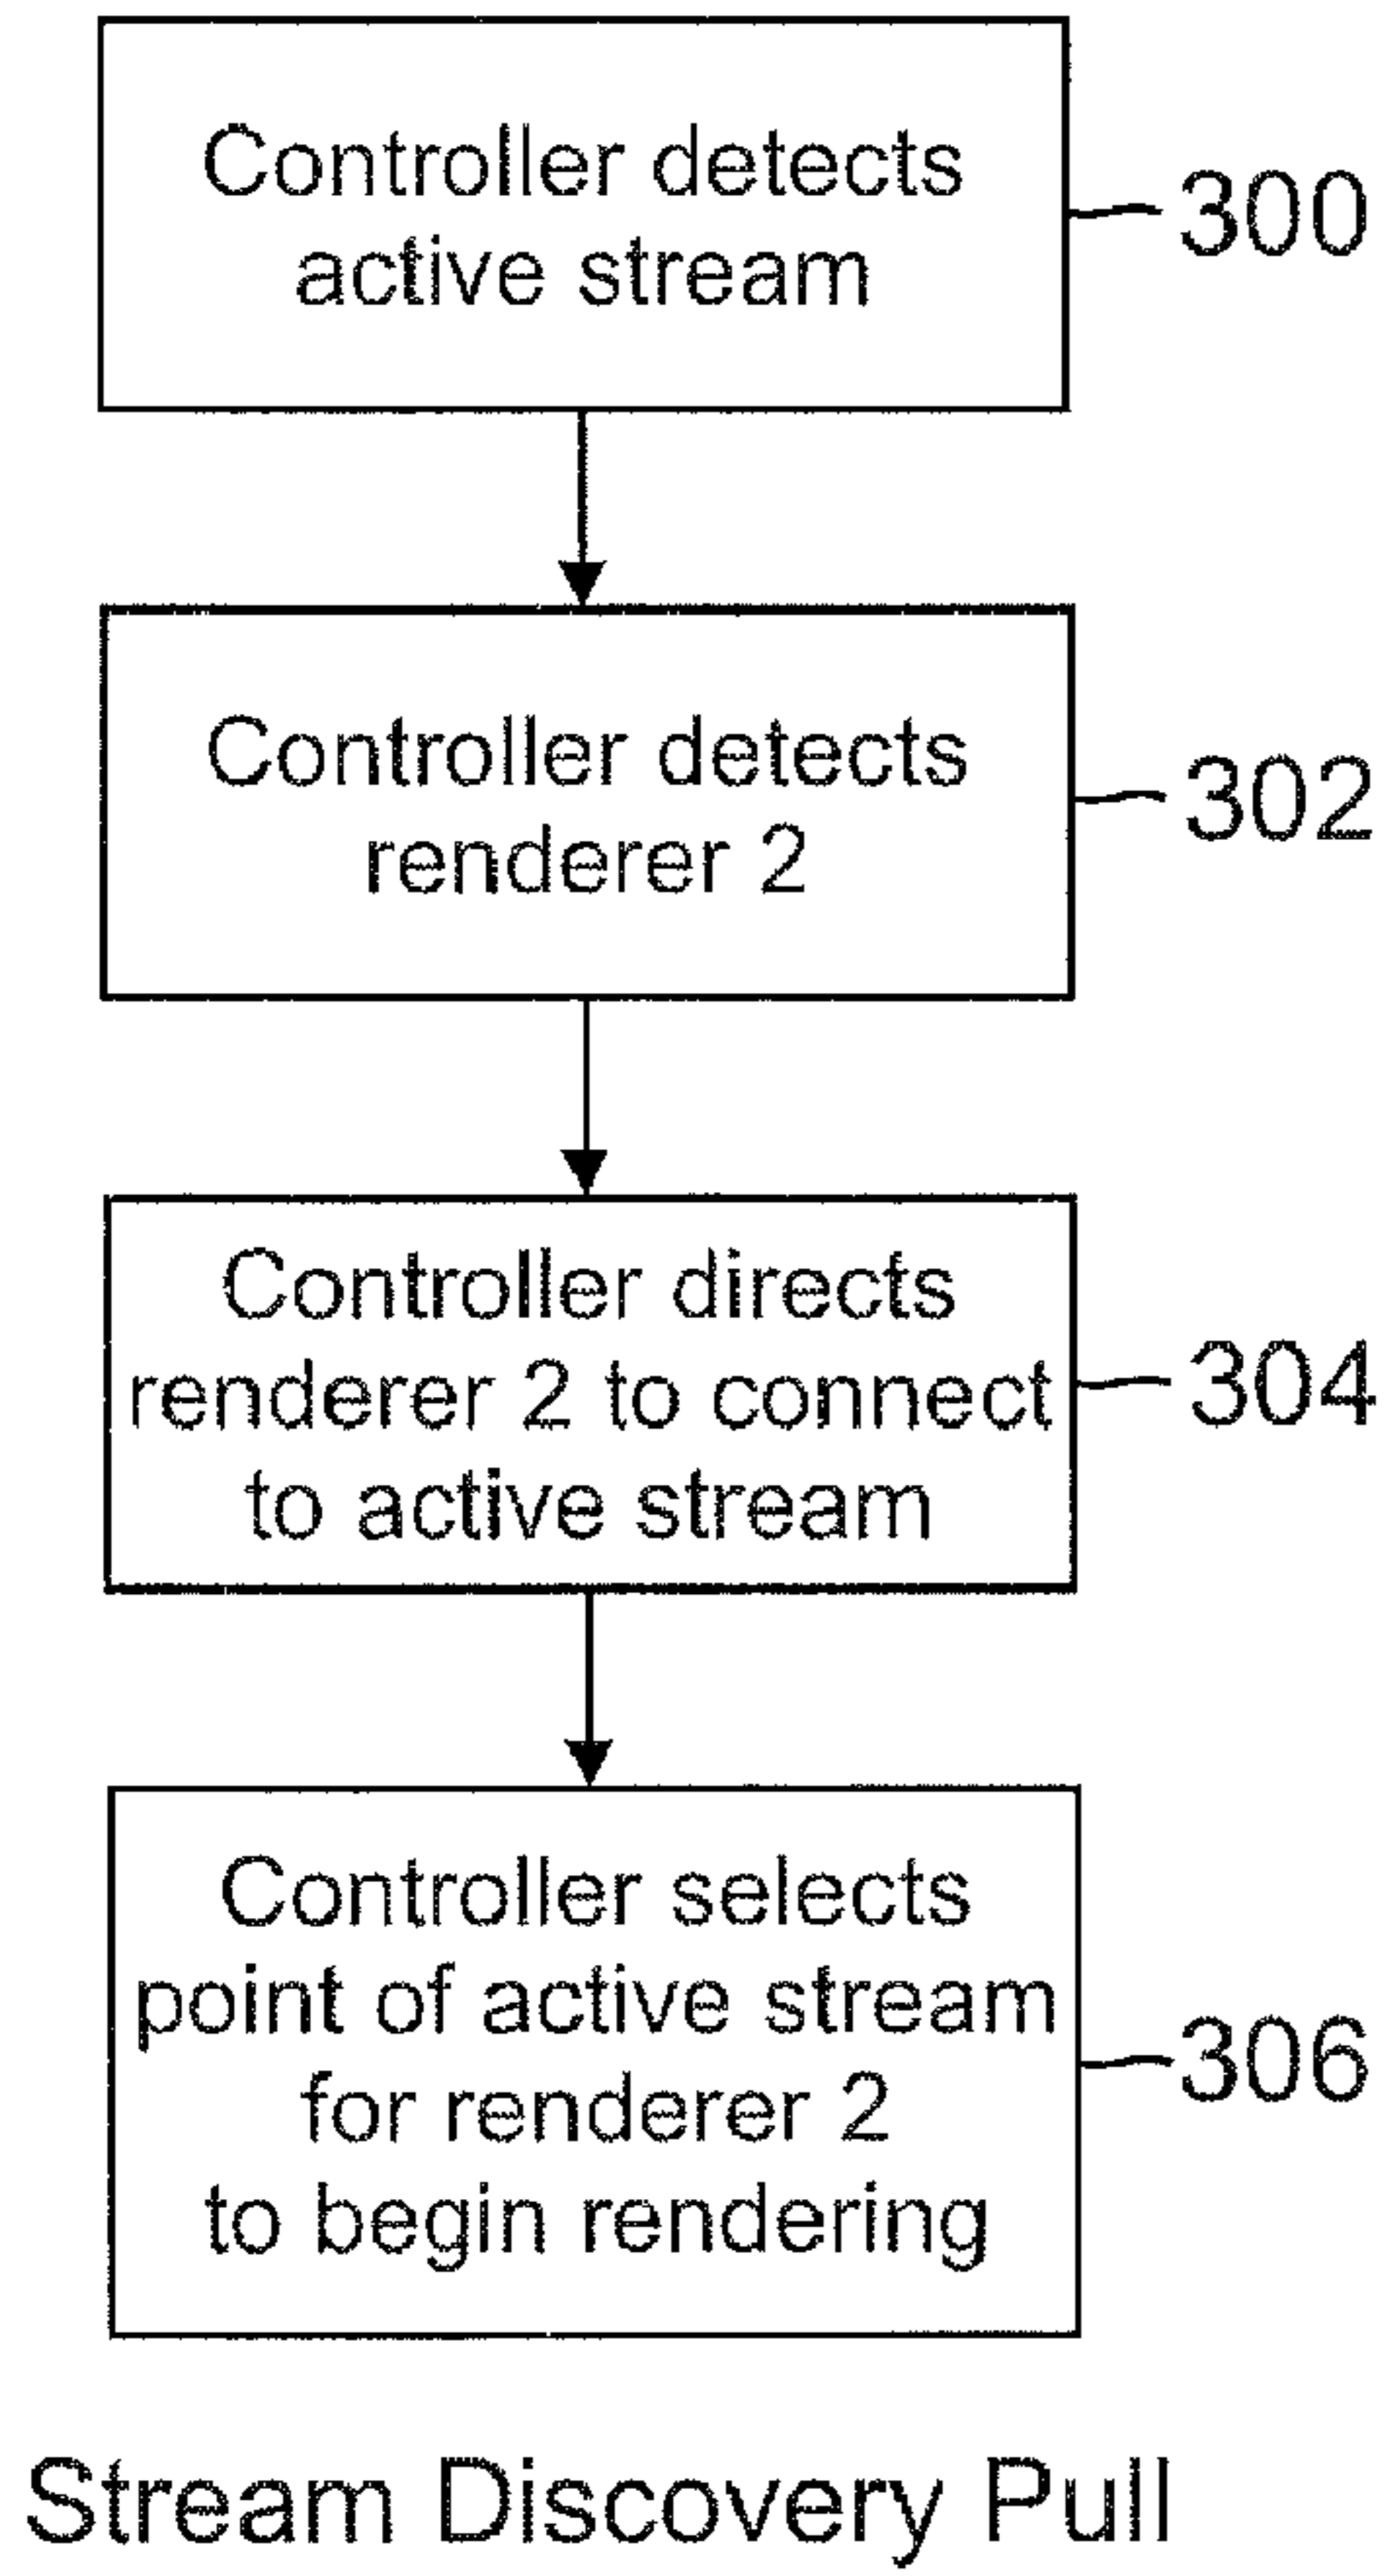 Controller detects
active stream
300
Controller detects
renderer 2
302
Controller directs
renderer 2 to connect
to active stream
304
Controller selects
point of active stream
for renderer 2
to begin rendering
306
Stream Discovery Pull